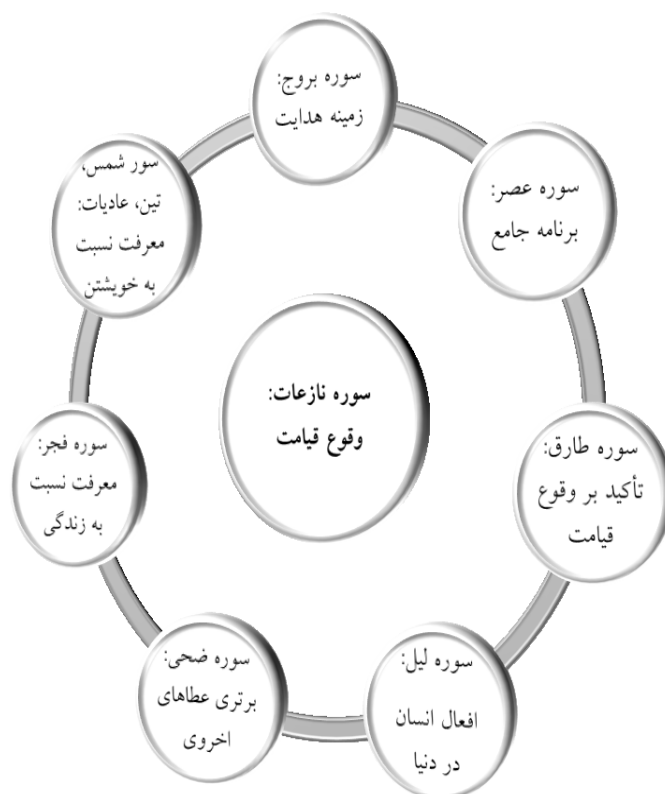 سوره بروج:
زمینه هدایت
سوره عصر:
برنامه جامع
سوره طارق:
تأکید بر وقوع
قیامت
سوره لیل:
افعال انسان
در دنیا
سوره ضحی:
برتری عطاهای
اخروی
سوره فجر:
معرفت نسبت
به زندگی
سور شمس،
تین، عادیات:
معرفت نسبت
به خویشتن
سوره نازعات:
وقوع قیامت